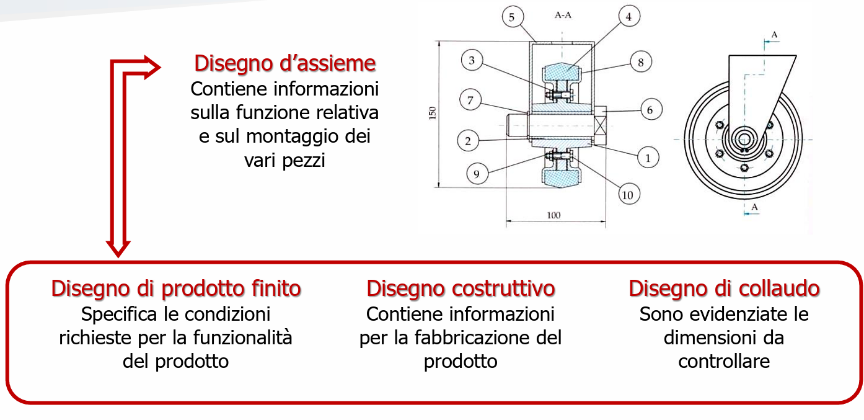 Disegno d'assieme
Contiene informazioni
sulla funzione relativa
e sul montaggio dei
vari pezzi
A-A
5
4
3
8
7
6
2
1
9
10
150
100
A
A
Disegno di prodotto finito
Specifica le condizioni
richieste per la funzionalità
del prodotto
Disegno costruttivo
Contiene informazioni
per la fabbricazione del
prodotto
Disegno di collaudo
Sono evidenziate le
dimensioni da
controllare